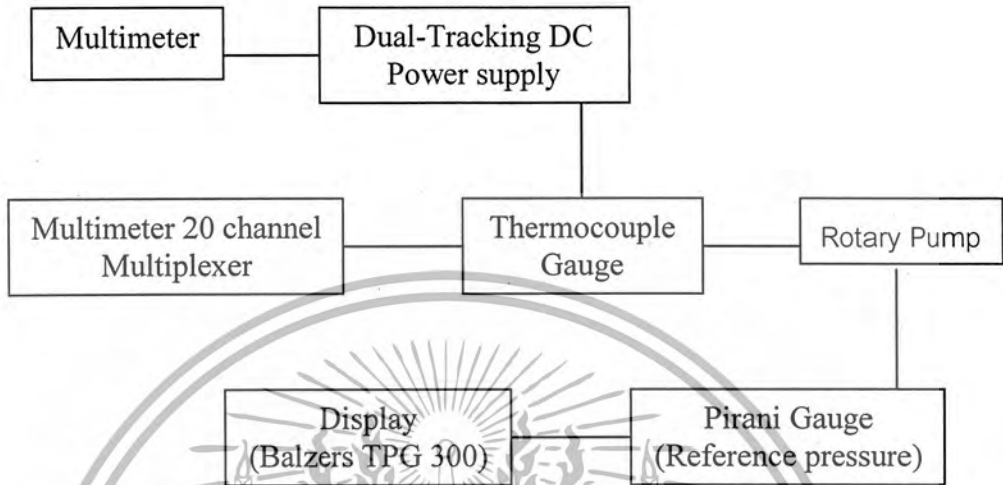 Multimeter
Dual-Tracking DC
Power supply
Multimeter 20 channel
Multiplexer
Thermocouple
Gauge
Rotary Pump
Display
(Balzers TPG 300)
Pirani Gauge
(Reference pressure)